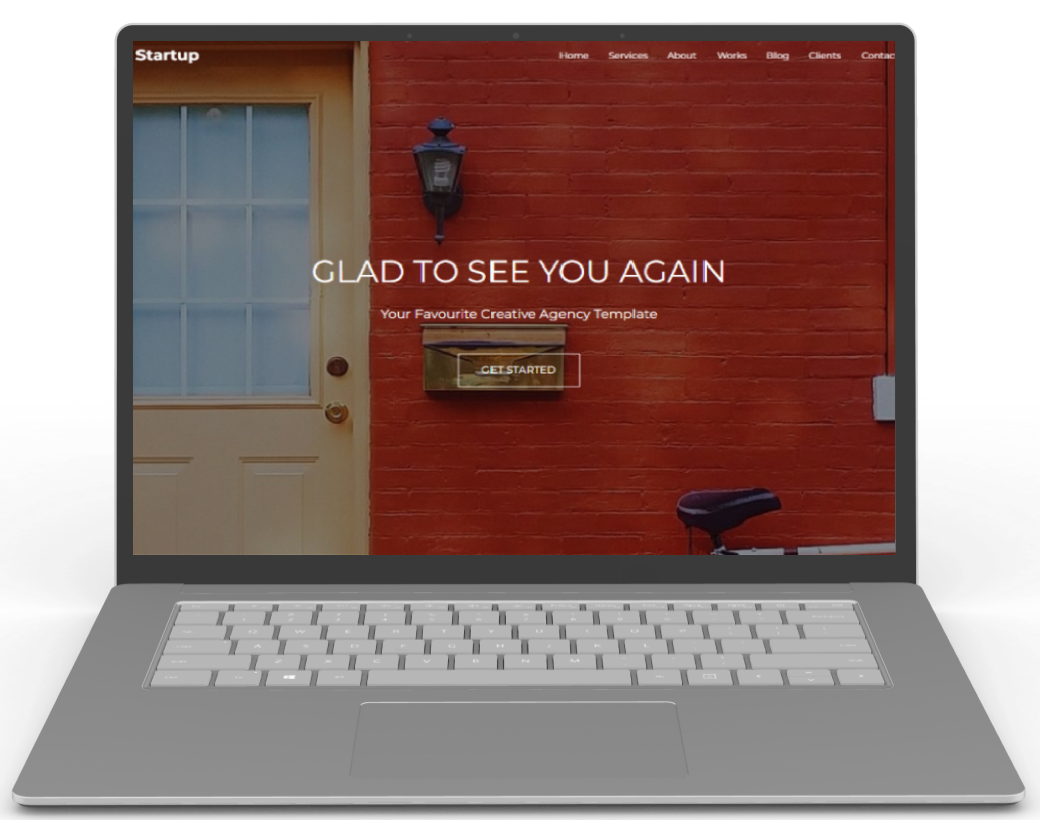 Startup
Home Services About Works Blog Clients Contac
GLAD TO SEE YOU AGAIN
Your Favourite Creative Agency Template
GET STARTED
Q W E R T Y U I O P
A S D F G H J K L
Z X C V B N M